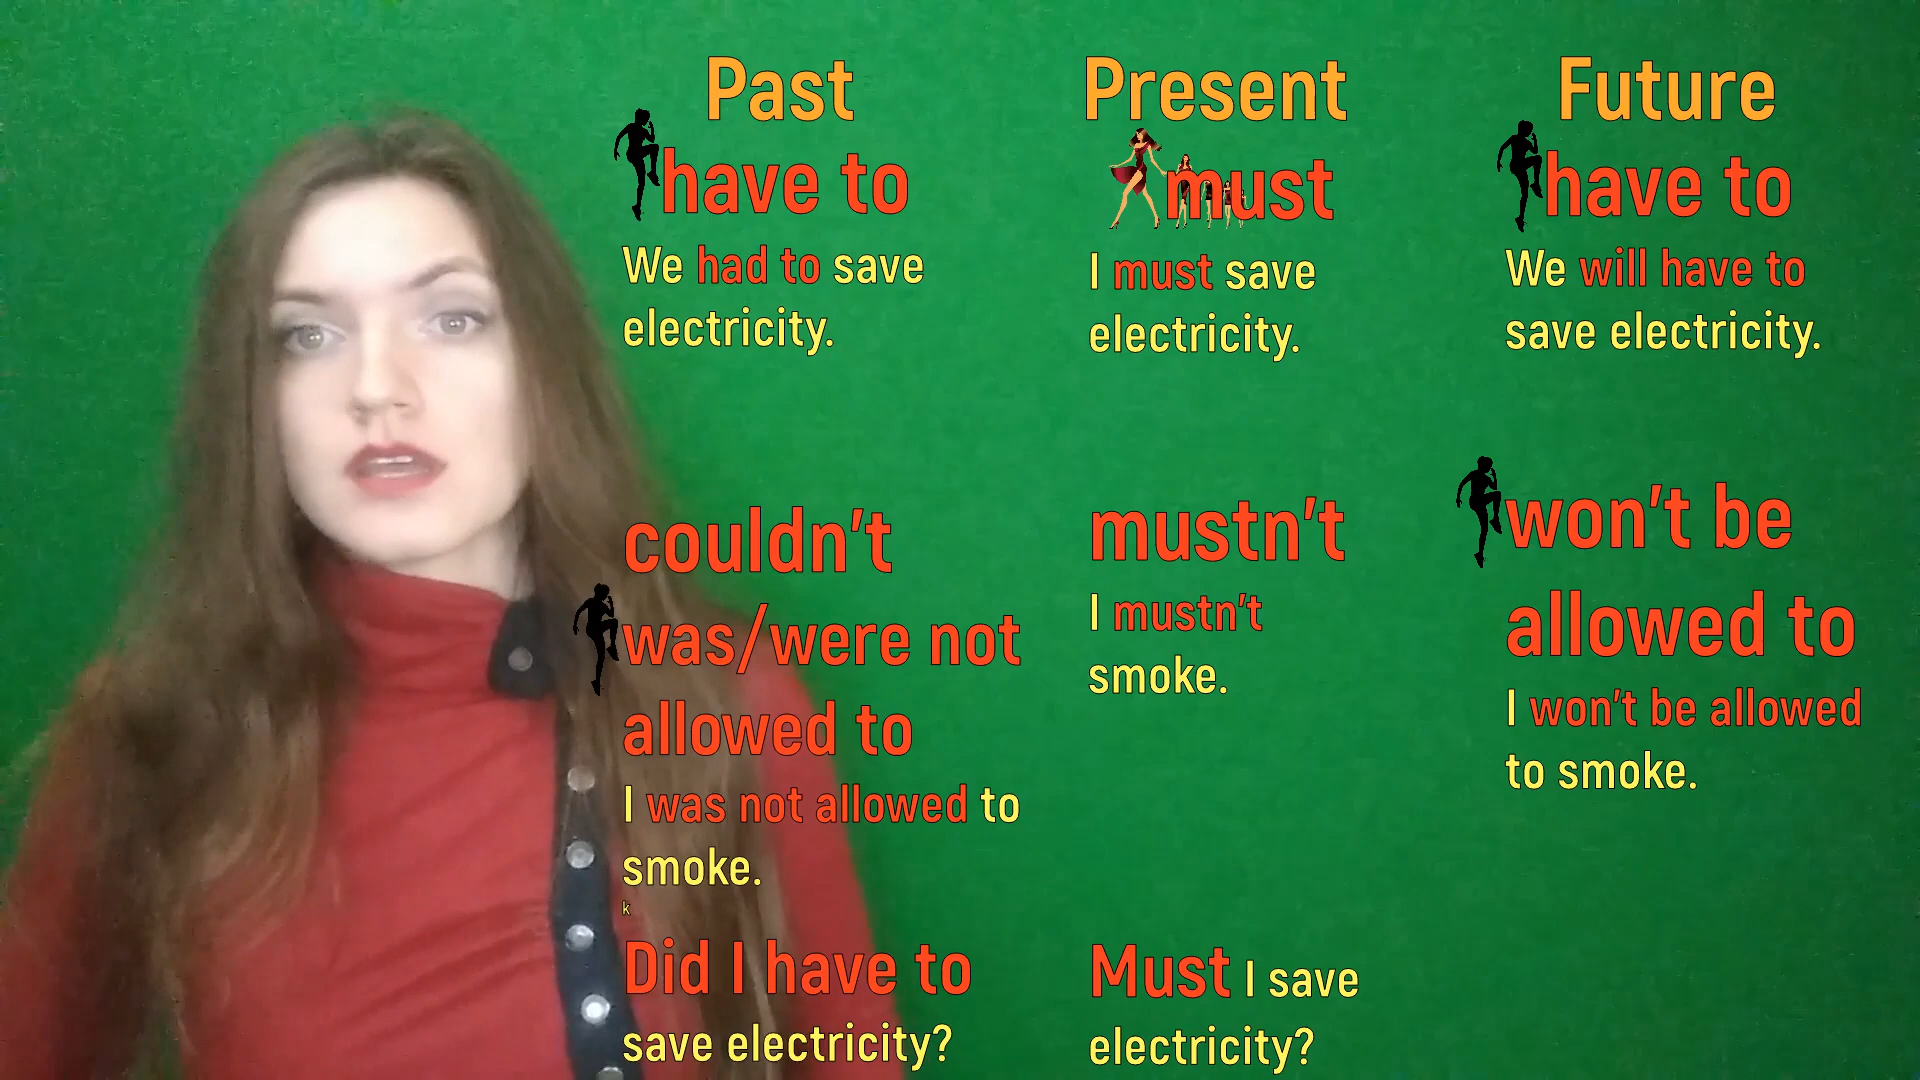 Past
have to
We had to save
electricity.
couldn't
was/were not
allowed to
I was not allowed to
smoke.
k
Did I have to
save electricity?
Present
must
I must save
electricity.
mustn't
I mustn't
smoke.
Must I save
electricity?
Future
have to
We will have to
save electricity.
won't be
allowed to
I won't be allowed
to smoke.